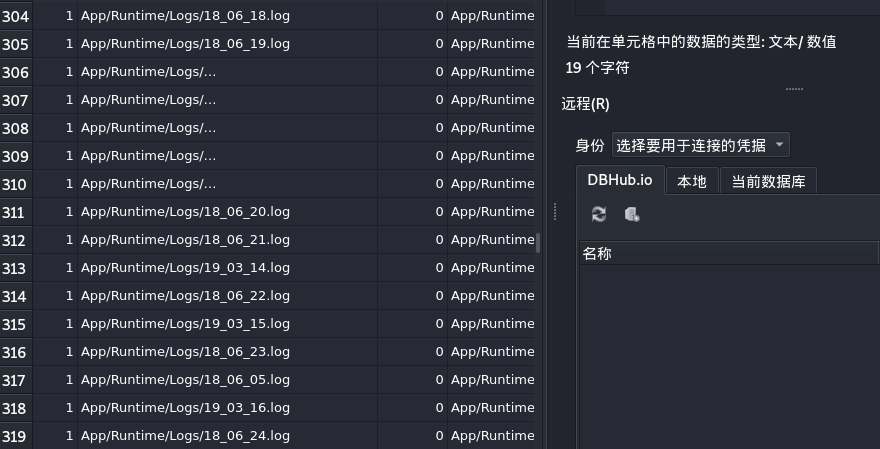 304 1 App/Runtime/Logs/18_06_18.log 0 App/Runtime
305 1 App/Runtime/Logs/18_06_19.log 0 App/Runtime
306 1 App/Runtime/Logs/… 0 App/Runtime
307 1 App/Runtime/Logs/… 0 App/Runtime
308 1 App/Runtime/Logs/… 0 App/Runtime
309 1 App/Runtime/Logs/… 0 App/Runtime
310 1 App/Runtime/Logs/… 0 App/Runtime
311 1 App/Runtime/Logs/18_06_20.log 0 App/Runtime
312 1 App/Runtime/Logs/18_06_21.log 0 App/Runtime
313 1 App/Runtime/Logs/19_03_14.log 0 App/Runtime
314 1 App/Runtime/Logs/18_06_22.log 0 App/Runtime
315 1 App/Runtime/Logs/19_03_15.log 0 App/Runtime
316 1 App/Runtime/Logs/18_06_23.log 0 App/Runtime
317 1 App/Runtime/Logs/18_06_05.log 0 App/Runtime
318 1 App/Runtime/Logs/19_03_16.log 0 App/Runtime
319 1 App/Runtime/Logs/18_06_24.log 0 App/Runtime
当前在单元格中的数据的类型: 文本/ 数值
19 个字符
远程(R)
身份 选择要用于连接的凭据
DBHub.io 本地 当前数据库
名称